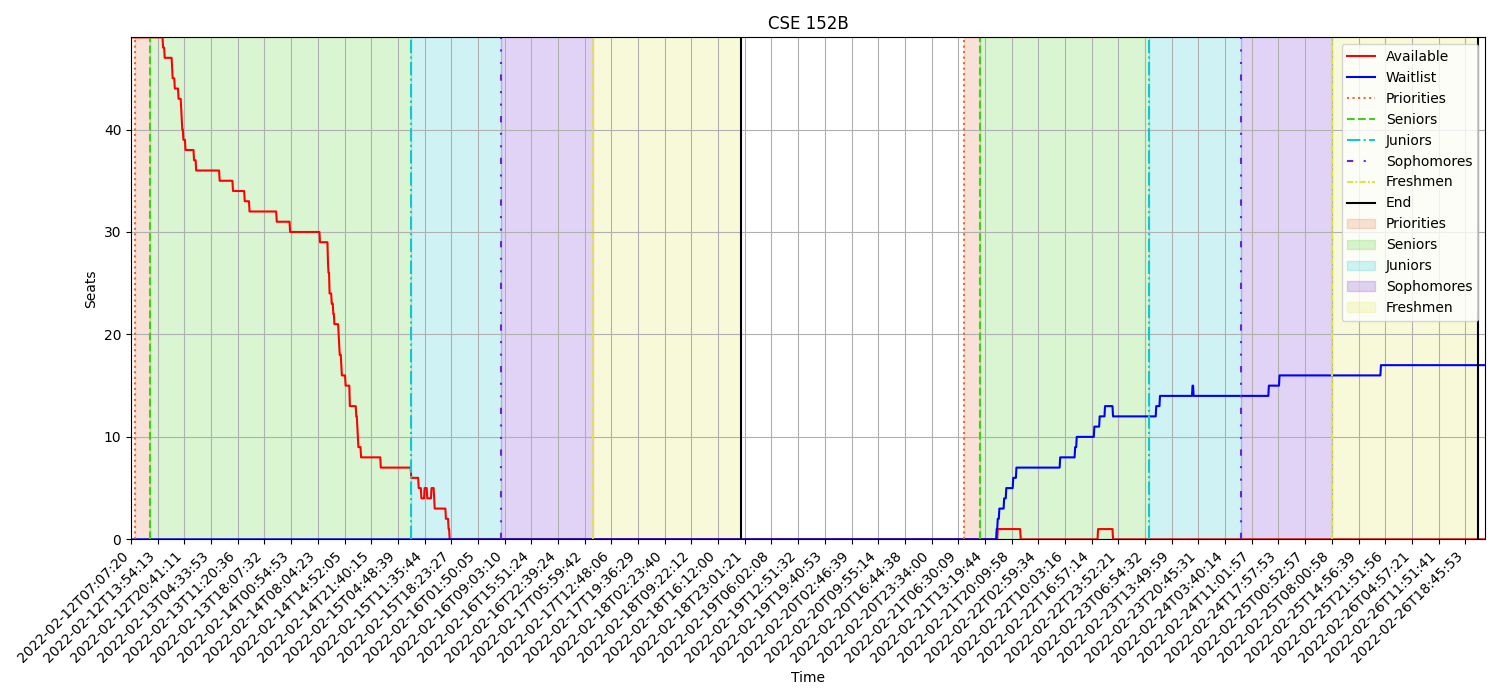 CSE 152B
Seats
40
30
20
10
0
Available
Waitlist
Priorities
Seniors
Juniors
Sophomores
Freshmen
End
Priorities
Seniors
Juniors
Sophomores
Freshmen
2022-02-12T07:07:20
2022-02-12T13:54:13
2022-02-12T20:41:11
2022-02-13T04:33:53
2022-02-13T11:20:36
2022-02-13T18:07:32
2022-02-14T00:54:53
2022-02-14T08:04:23
2022-02-14T14:52:05
2022-02-14T21:40:15
2022-02-15T04:48:39
2022-02-15T11:35:44
2022-02-15T18:23:27
2022-02-16T01:50:05
2022-02-16T09:03:10
2022-02-16T15:51:24
2022-02-16T22:39:24
2022-02-17T05:59:42
2022-02-17T12:48:06
2022-02-17T19:36:29
2022-02-18T02:23:40
2022-02-18T09:22:12
2022-02-18T16:12:00
2022-02-18T23:01:21
2022-02-19T06:02:08
2022-02-19T12:51:32
2022-02-19T19:40:53
2022-02-20T02:46:39
2022-02-20T09:55:14
2022-02-20T16:44:38
2022-02-20T23:34:00
2022-02-21T06:30:09
2022-02-21T13:19:44
2022-02-21T20:09:58
2022-02-22T02:59:34
2022-02-22T10:03:16
2022-02-22T16:57:14
2022-02-22T23:52:21
2022-02-23T06:54:32
2022-02-23T13:49:59
2022-02-23T20:45:31
2022-02-24T03:40:14
2022-02-24T11:01:57
2022-02-24T17:57:53
2022-02-25T00:52:57
2022-02-25T08:00:58
2022-02-25T14:56:39
2022-02-25T21:51:56
2022-02-26T04:57:21
2022-02-26T11:51:41
2022-02-26T18:45:53
Time